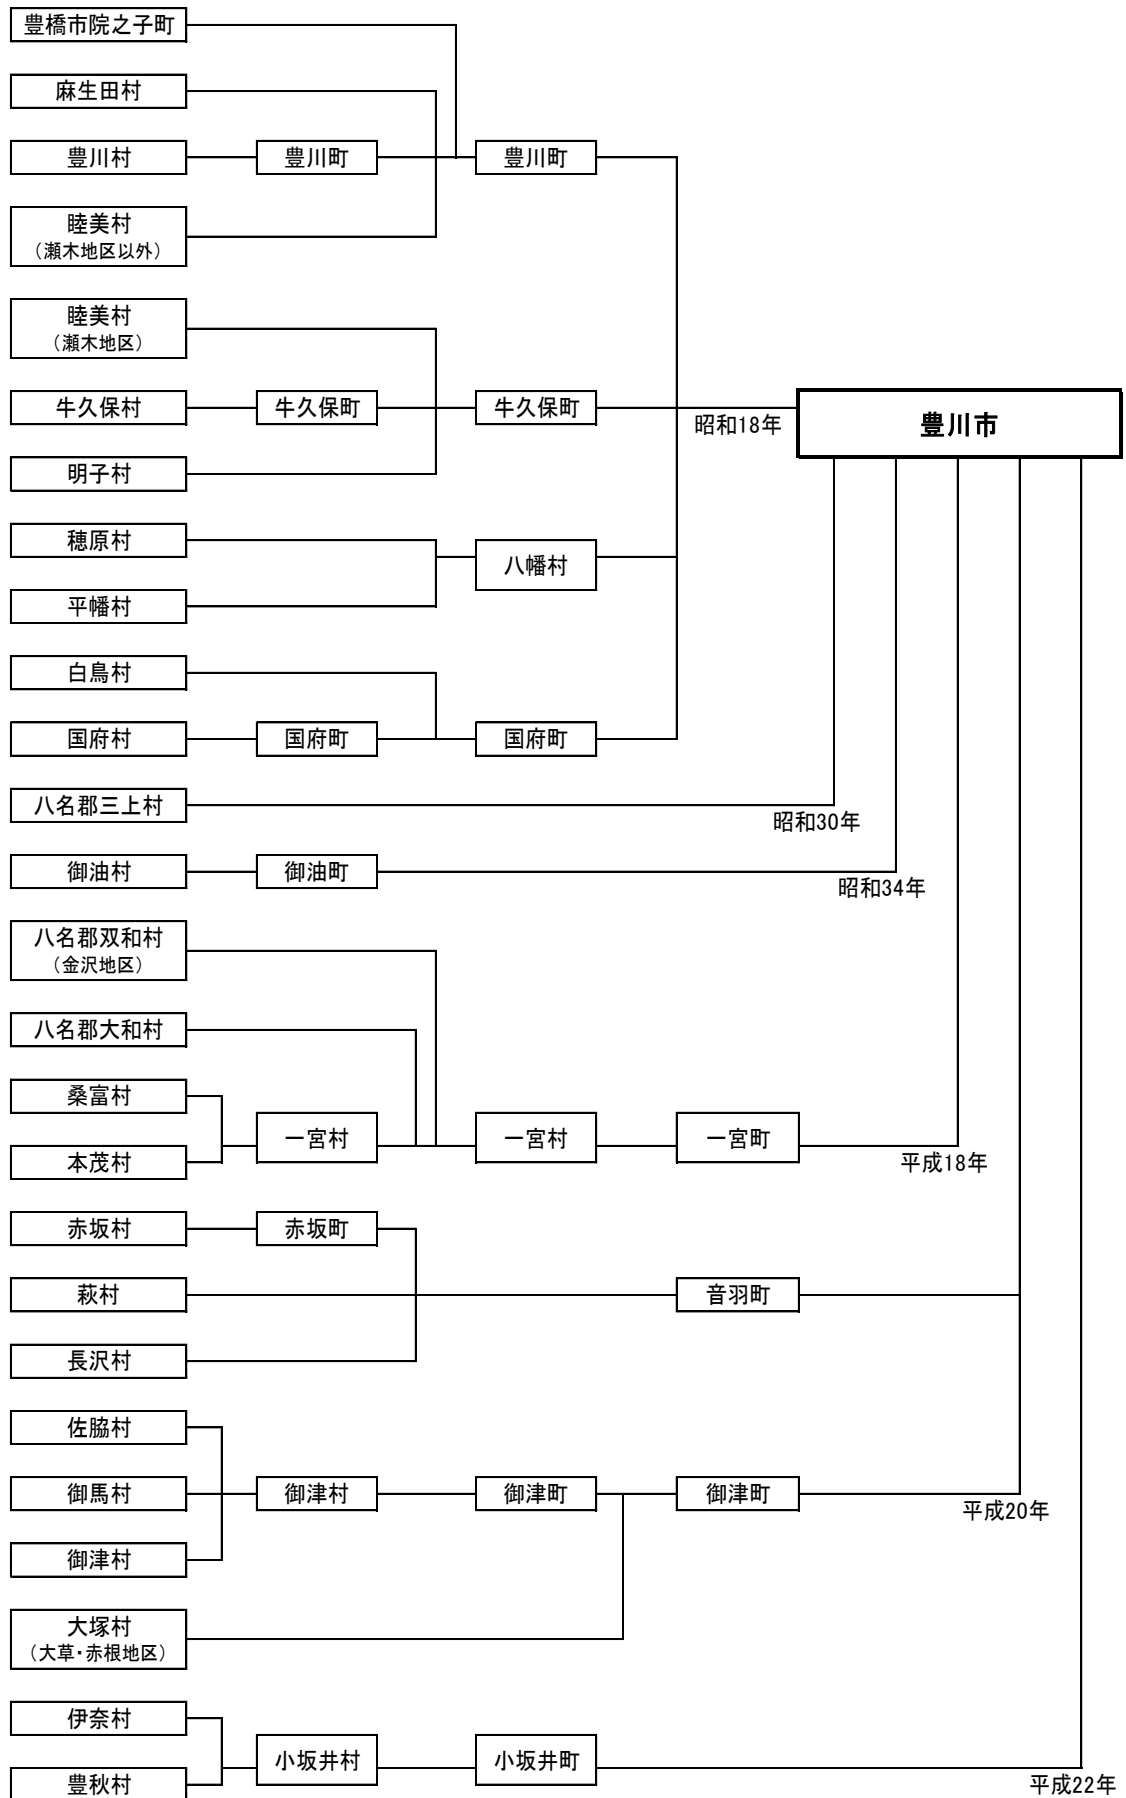 豊橋市院之子町
麻生田村
豊川村
豊川町
豊川町
睦美村
（瀬木地区以外）
睦美村
（瀬木地区）
牛久保村
牛久保町
牛久保町
昭和18年
豊川市
明子村
穂原村
八幡村
平幡村
白鳥村
国府村
国府町
国府町
八名郡三上村
昭和30年
御油村
御油町
昭和34年
八名郡双和村
（金沢地区）
八名郡大和村
桑富村
一宮村
一宮村
一宮町
本茂村
平成18年
赤坂村
赤坂町
萩村
音羽町
長沢村
佐脇村
御馬村
御津村
御津町
御津町
平成20年
御津村
大塚村
（大草・赤根地区）
伊奈村
小坂井村
小坂井町
豊秋村
平成22年